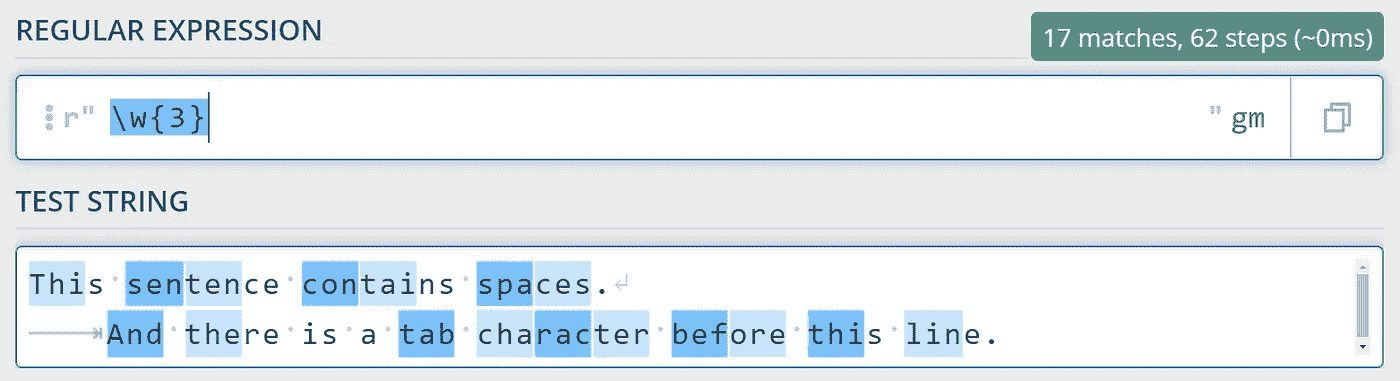 REGULAR EXPRESSION
17 matches, 62 steps (~0ms)
r" \w{3} " gm
TEST STRING
This sentence contains spaces.
And there is a tab character before this line.